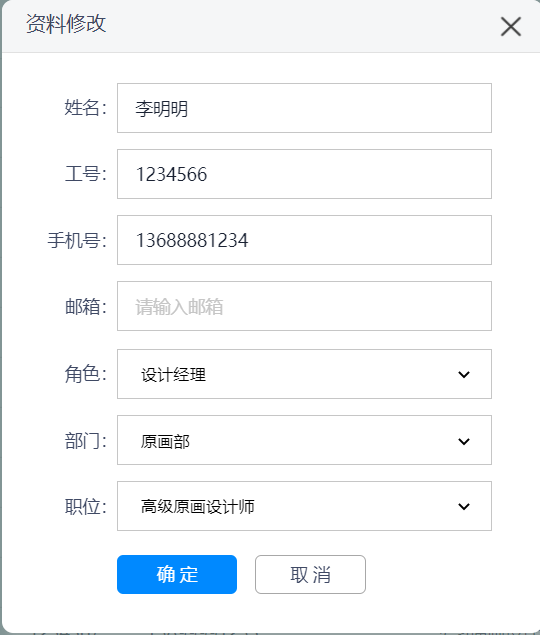 资料修改
姓名： 李明明
工号： 1234566
手机号： 13688881234
邮箱： 请输入邮箱
角色： 设计经理
部门： 原画部
职位： 高级原画设计师
确定 取消